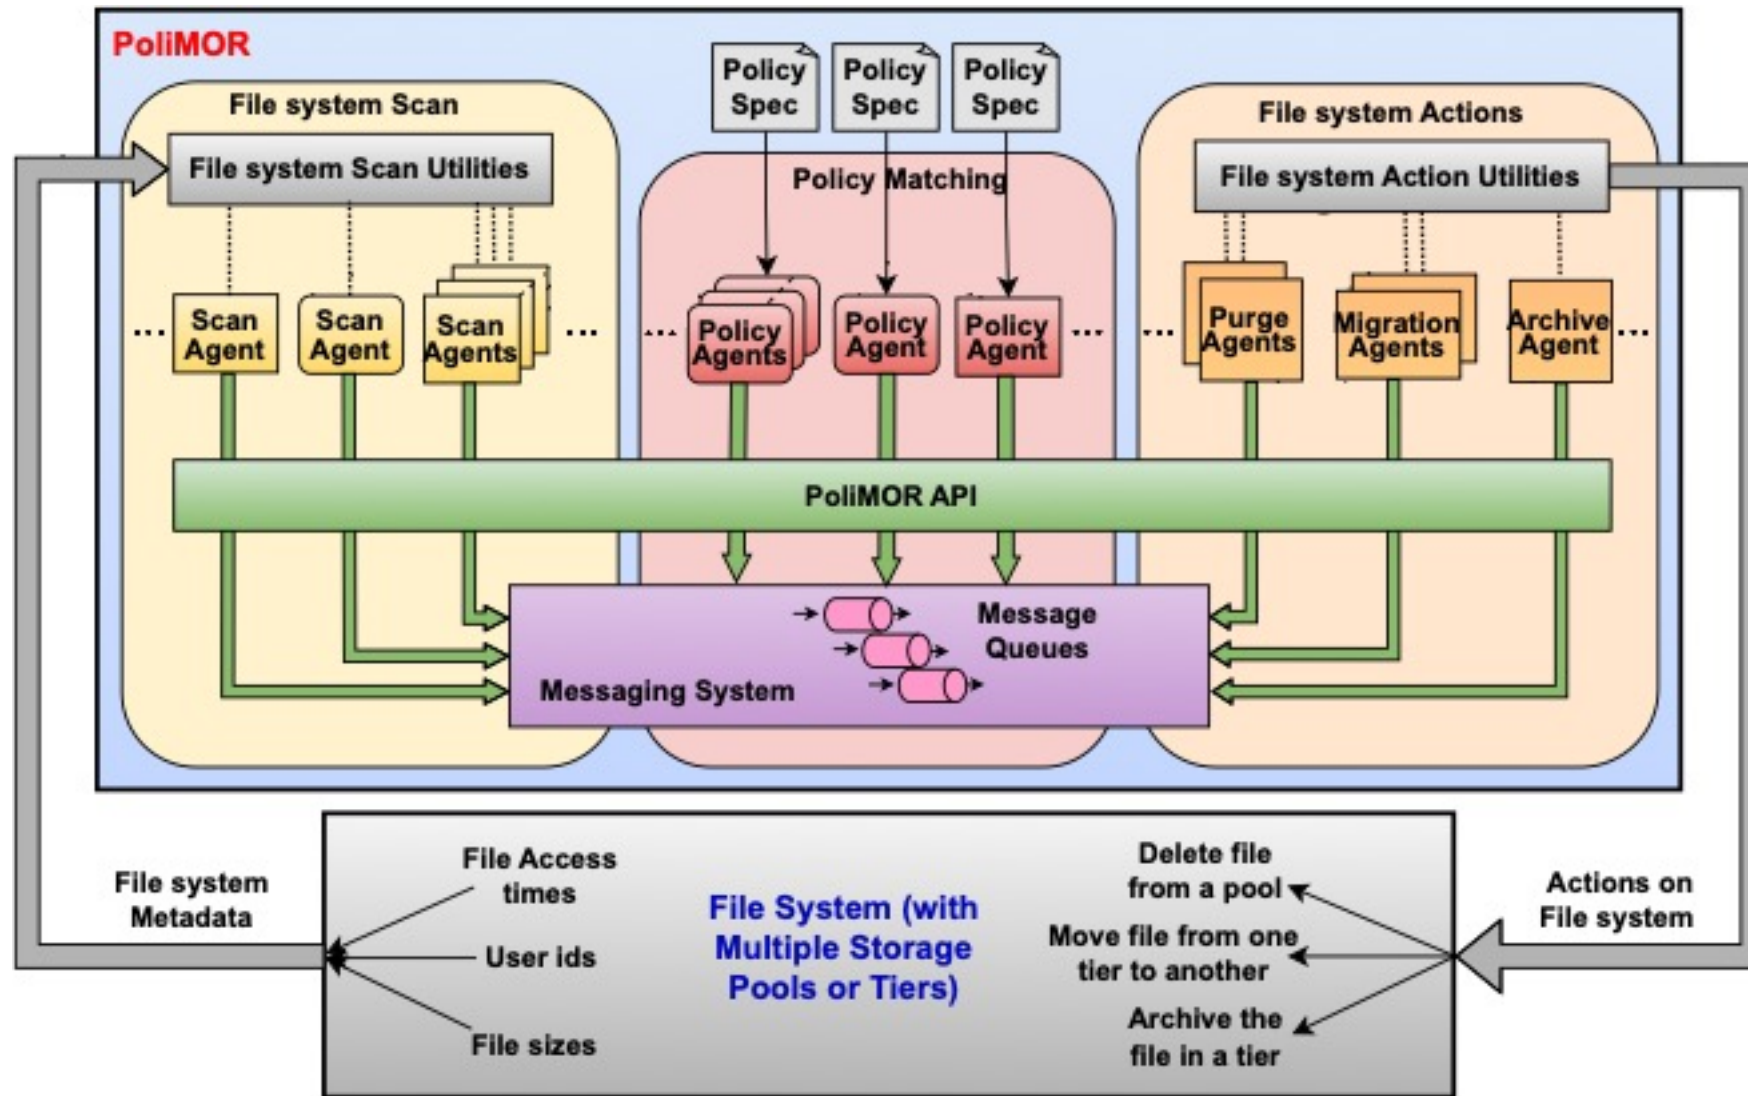 PoliMOR
File system Scan
File system Scan Utilities
Scan
Agent
Scan
Agent
Scan
Agents
Policy
Spec
Policy
Spec
Policy
Spec
Policy Matching
Policy
Agents
Policy
Agent
Policy
Agent
File system Actions
File system Action Utilities
Purge
Agents
Migration
Agents
Archive
Agent
PoliMOR API
Message
Queues
Messaging System
File system
Metadata
File Access
times
User ids
File sizes
File System (with
Multiple Storage
Pools or Tiers)
Delete file
from a pool
Move file from one
tier to another
Archive the
file in a tier
Actions on
File system